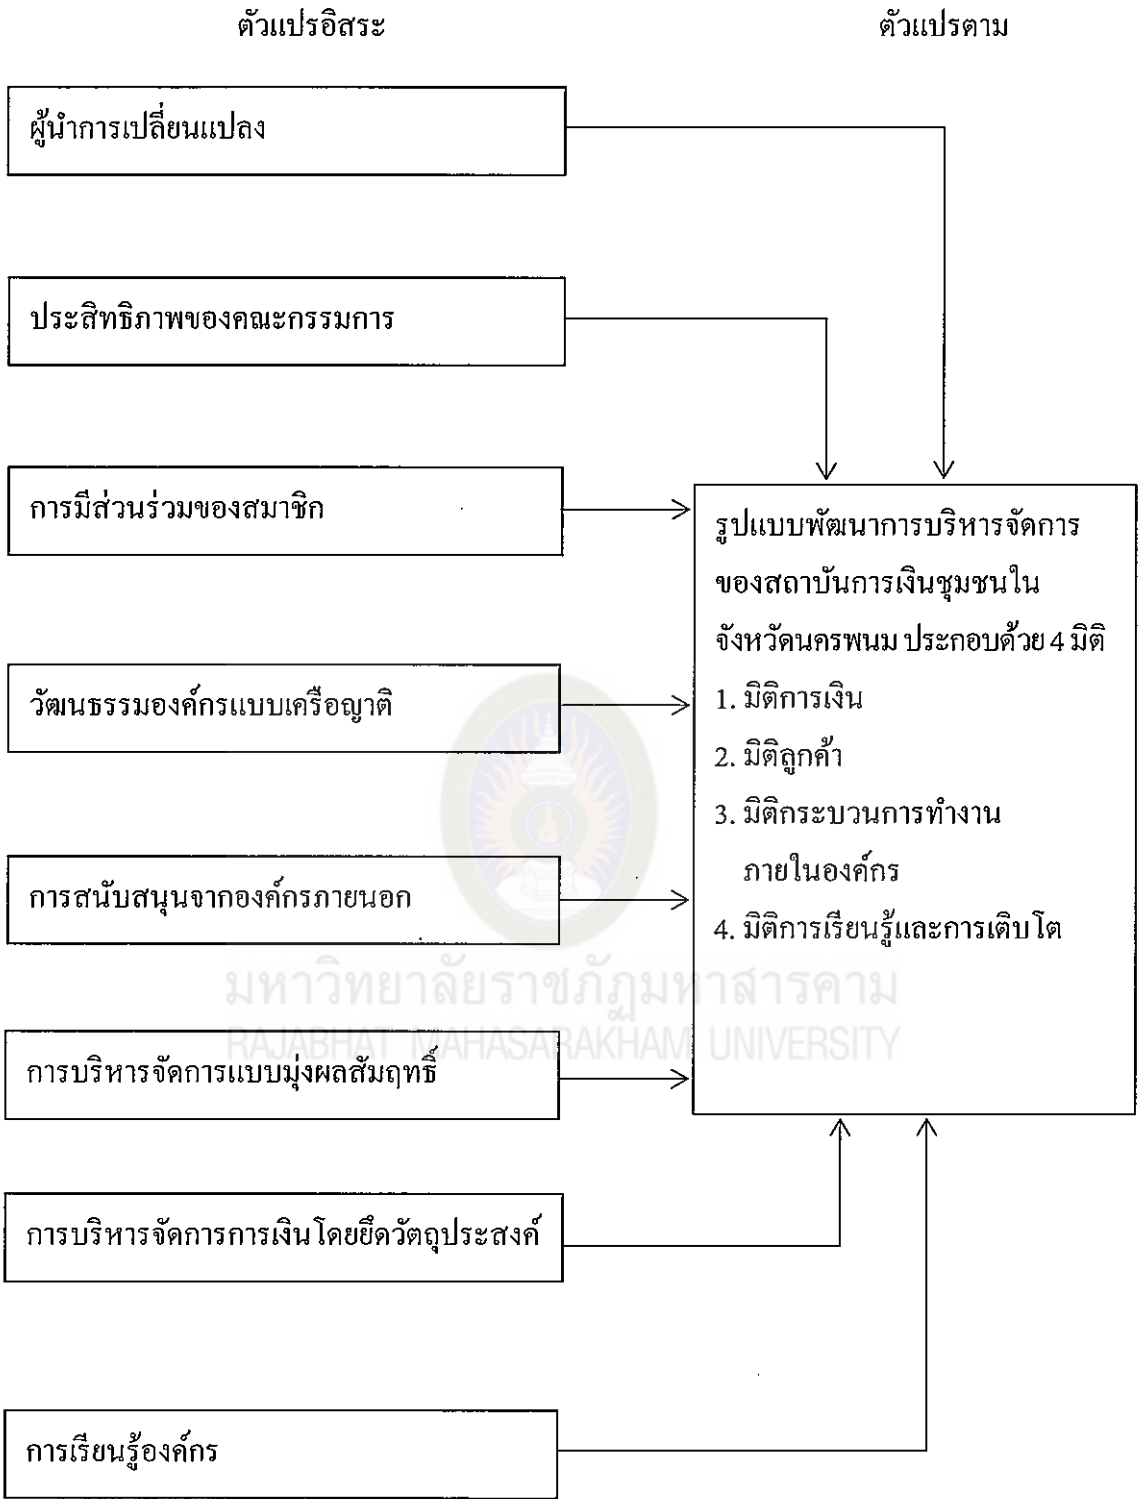 ตัวแปรอิสระ
ตัวแปรตาม
ผู้นำการเปลี่ยนแปลง
ประสิทธิภาพของคณะกรรมการ
การมีส่วนร่วมของสมาชิก
วัฒนธรรมองค์กรแบบเครือญาติ
การสนับสนุนจากองค์กรภายนอก
การบริหารจัดการแบบมุ่งผลสัมฤทธิ์
การบริหารจัดการการเงินโดยยึดวัตถุประสงค์
การเรียนรู้องค์กร
รูปแบบพัฒนาการบริหารจัดการ
ของสถาบันการเงินชุมชนใน
จังหวัดนครพนม ประกอบด้วย 4 มิติ
1. มิติการเงิน
2. มิติลูกค้า
3. มิติกระบวนการทำงาน
ภายในองค์กร
4. มิติการเรียนรู้และการเติบโต
มหาวิทยาลัยราชภัฏมหาสารคาม
RAJABHAT MAHASARAKHAM UNIVERSITY